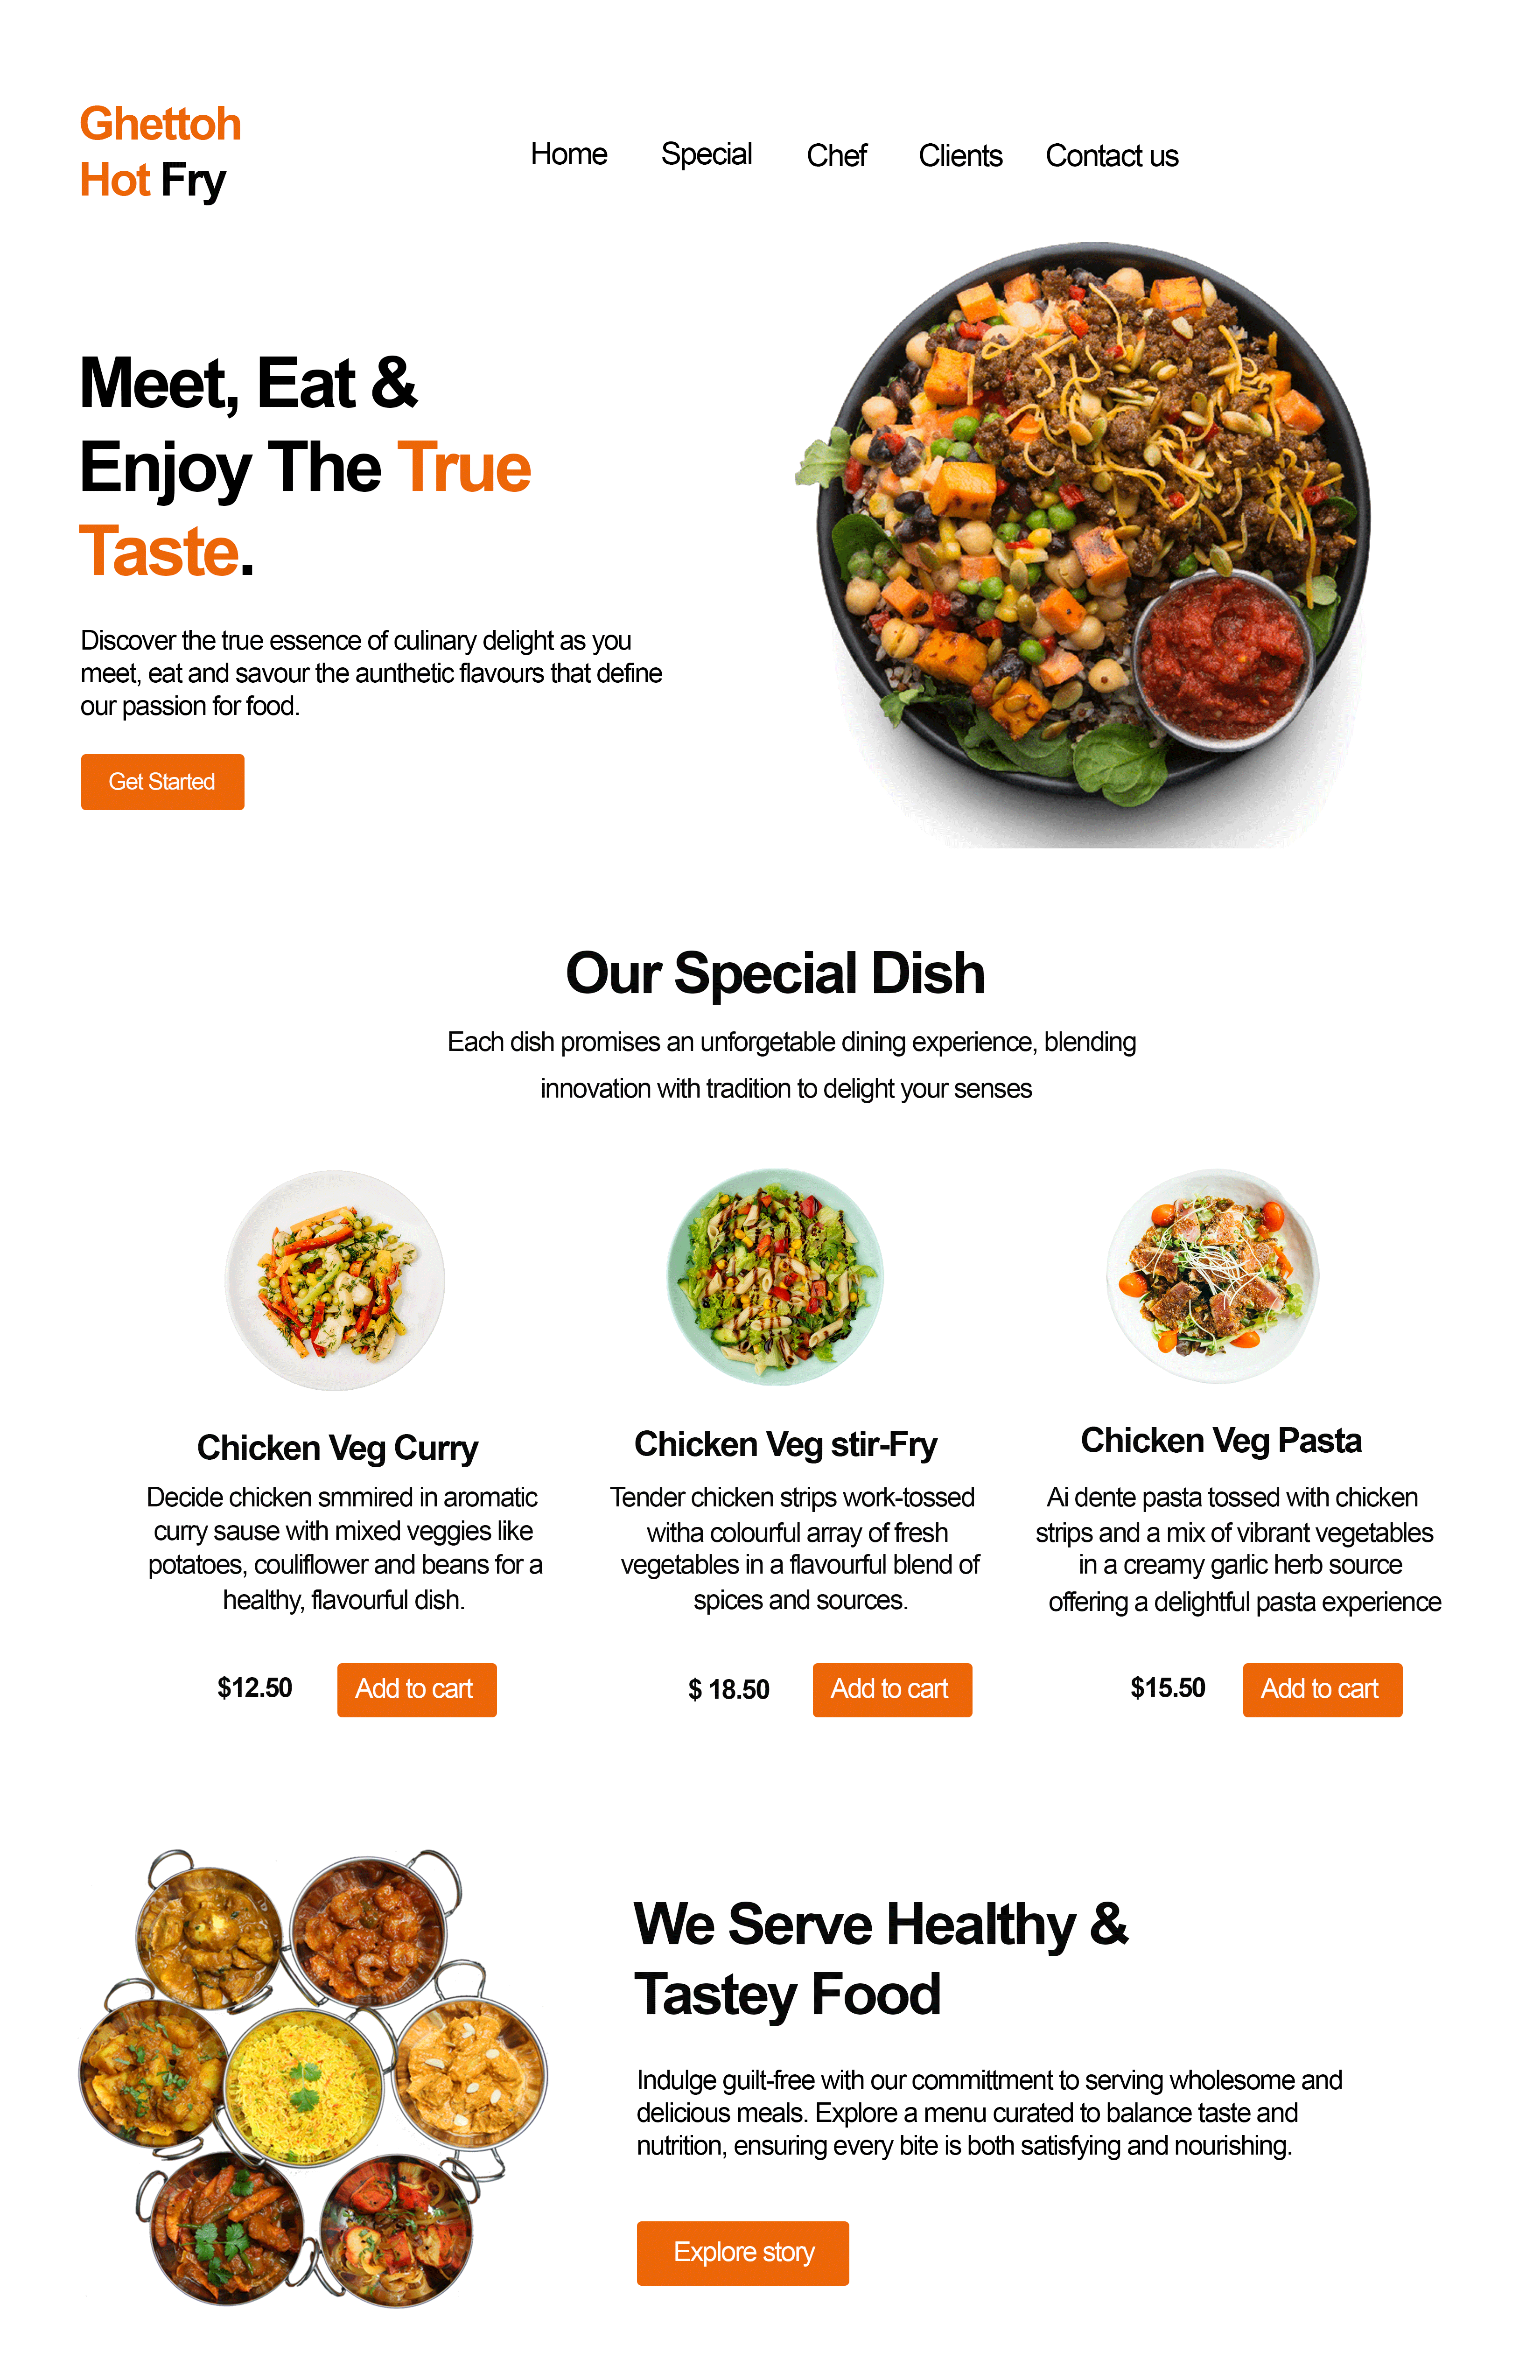 Ghettoh
Hot Fry
Home Special Chef Clients Contact us
Meet, Eat &
Enjoy The True
Taste.
Discover the true essence of culinary delight as you
meet, eat and savour the aunthetic flavours that define
our passion for food.
Get Started
Our Special Dish
Each dish promises an unforgetable dining experience, blending
innovation with tradition to delight your senses
Chicken Veg Curry
Decide chicken smmired in aromatic
curry sause with mixed veggies like
potatoes, couliflower and beans for a
healthy, flavourful dish.
$12.50 Add to cart
Chicken Veg stir-Fry
Tender chicken strips work-tossed
witha colourful array of fresh
vegetables in a flavourful blend of
spices and sources.
$ 18.50 Add to cart
Chicken Veg Pasta
Ai dente pasta tossed with chicken
strips and a mix of vibrant vegetables
in a creamy garlic herb source
offering a delightful pasta experience
$15.50 Add to cart
We Serve Healthy &
Tastey Food
Indulge guilt-free with our committment to serving wholesome and
delicious meals. Explore a menu curated to balance taste and
nutrition, ensuring every bite is both satisfying and nourishing.
Explore story